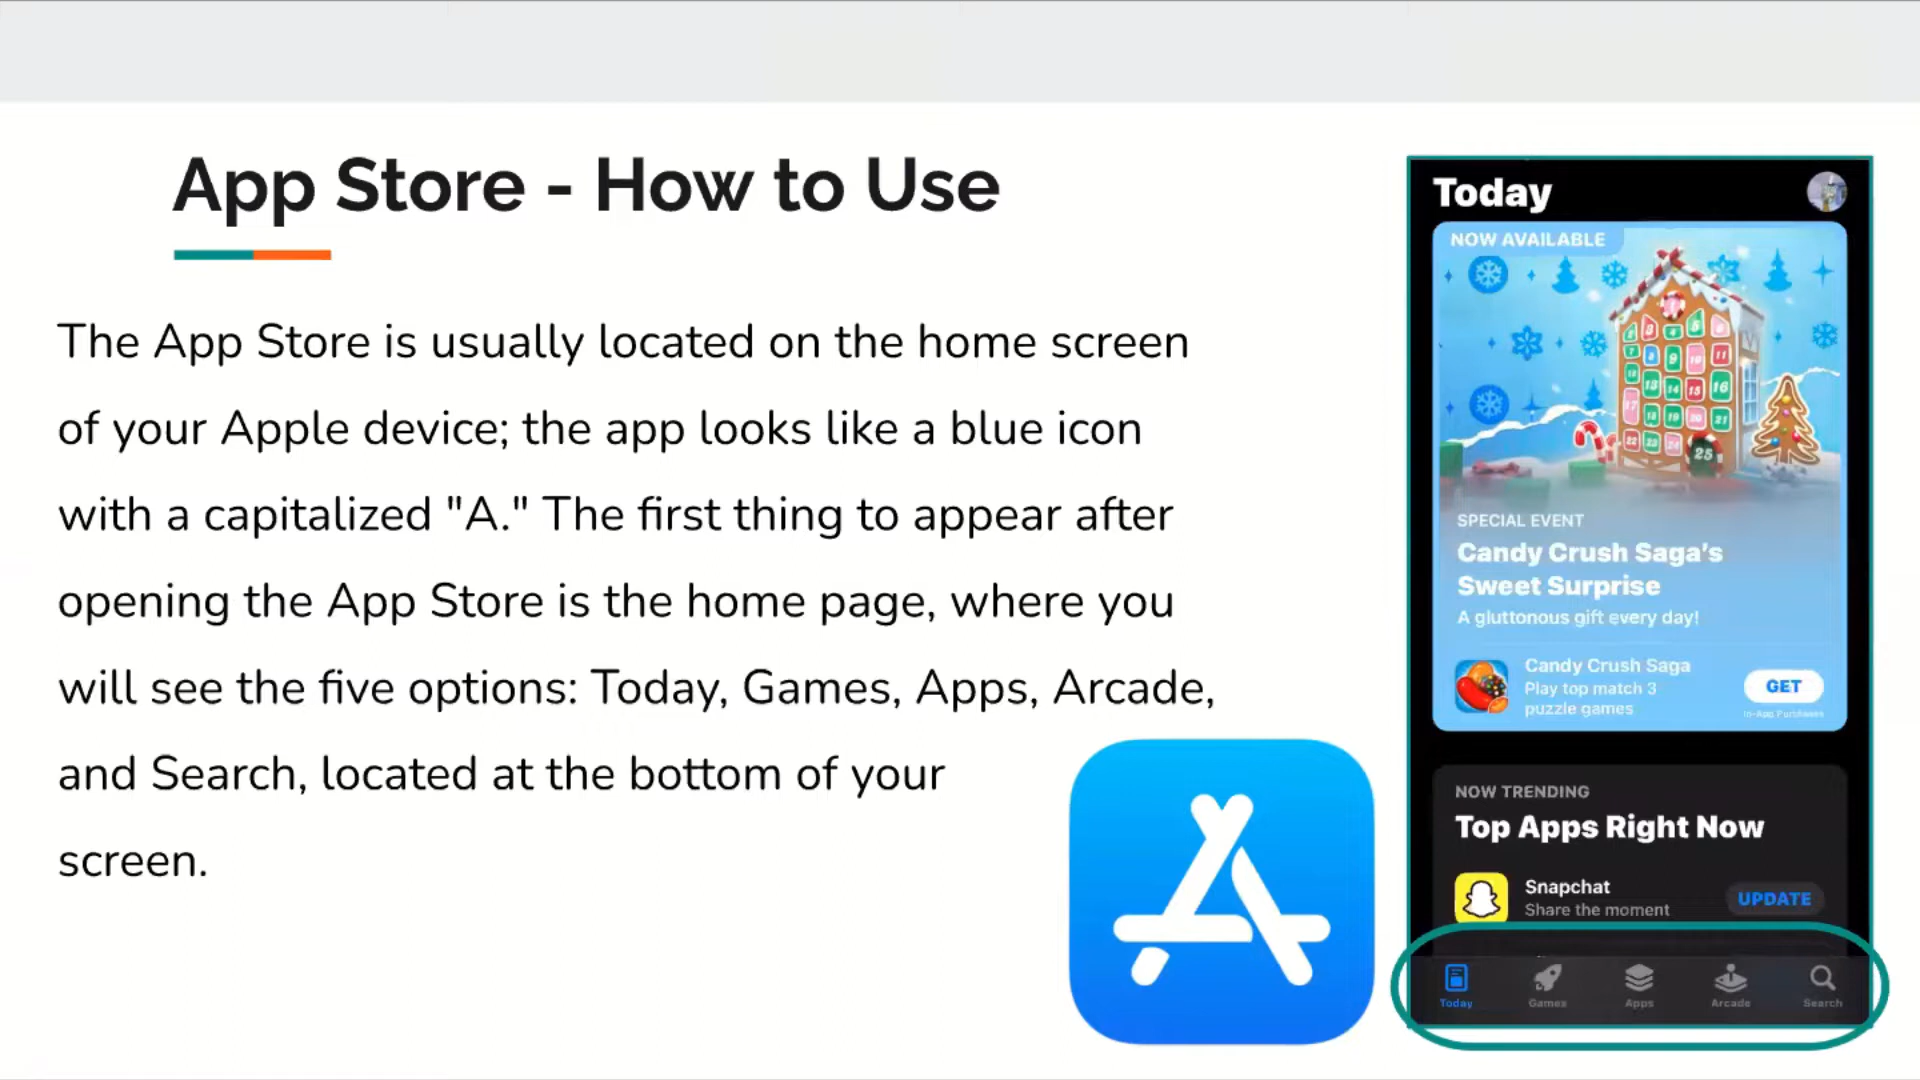 App Store - How to Use
The App Store is usually located on the home screen
of your Apple device; the app looks like a blue icon
with a capitalized "A." The first thing to appear after
opening the App Store is the home page, where you
will see the five options: Today, Games, Apps, Arcade,
and Search, located at the bottom of your
screen.
Today
NOW AVAILABLE
25
SPECIAL EVENT
Candy Crush Saga's
Sweet Surprise
A gluttonous gift every day!
Candy Crush Saga
Play top match 3
puzzle games
GET
In-App Purchases
NOW TRENDING
Top Apps Right Now
Snapchat
Share the moment
UPDATE
Today Games Apps Arcade Search